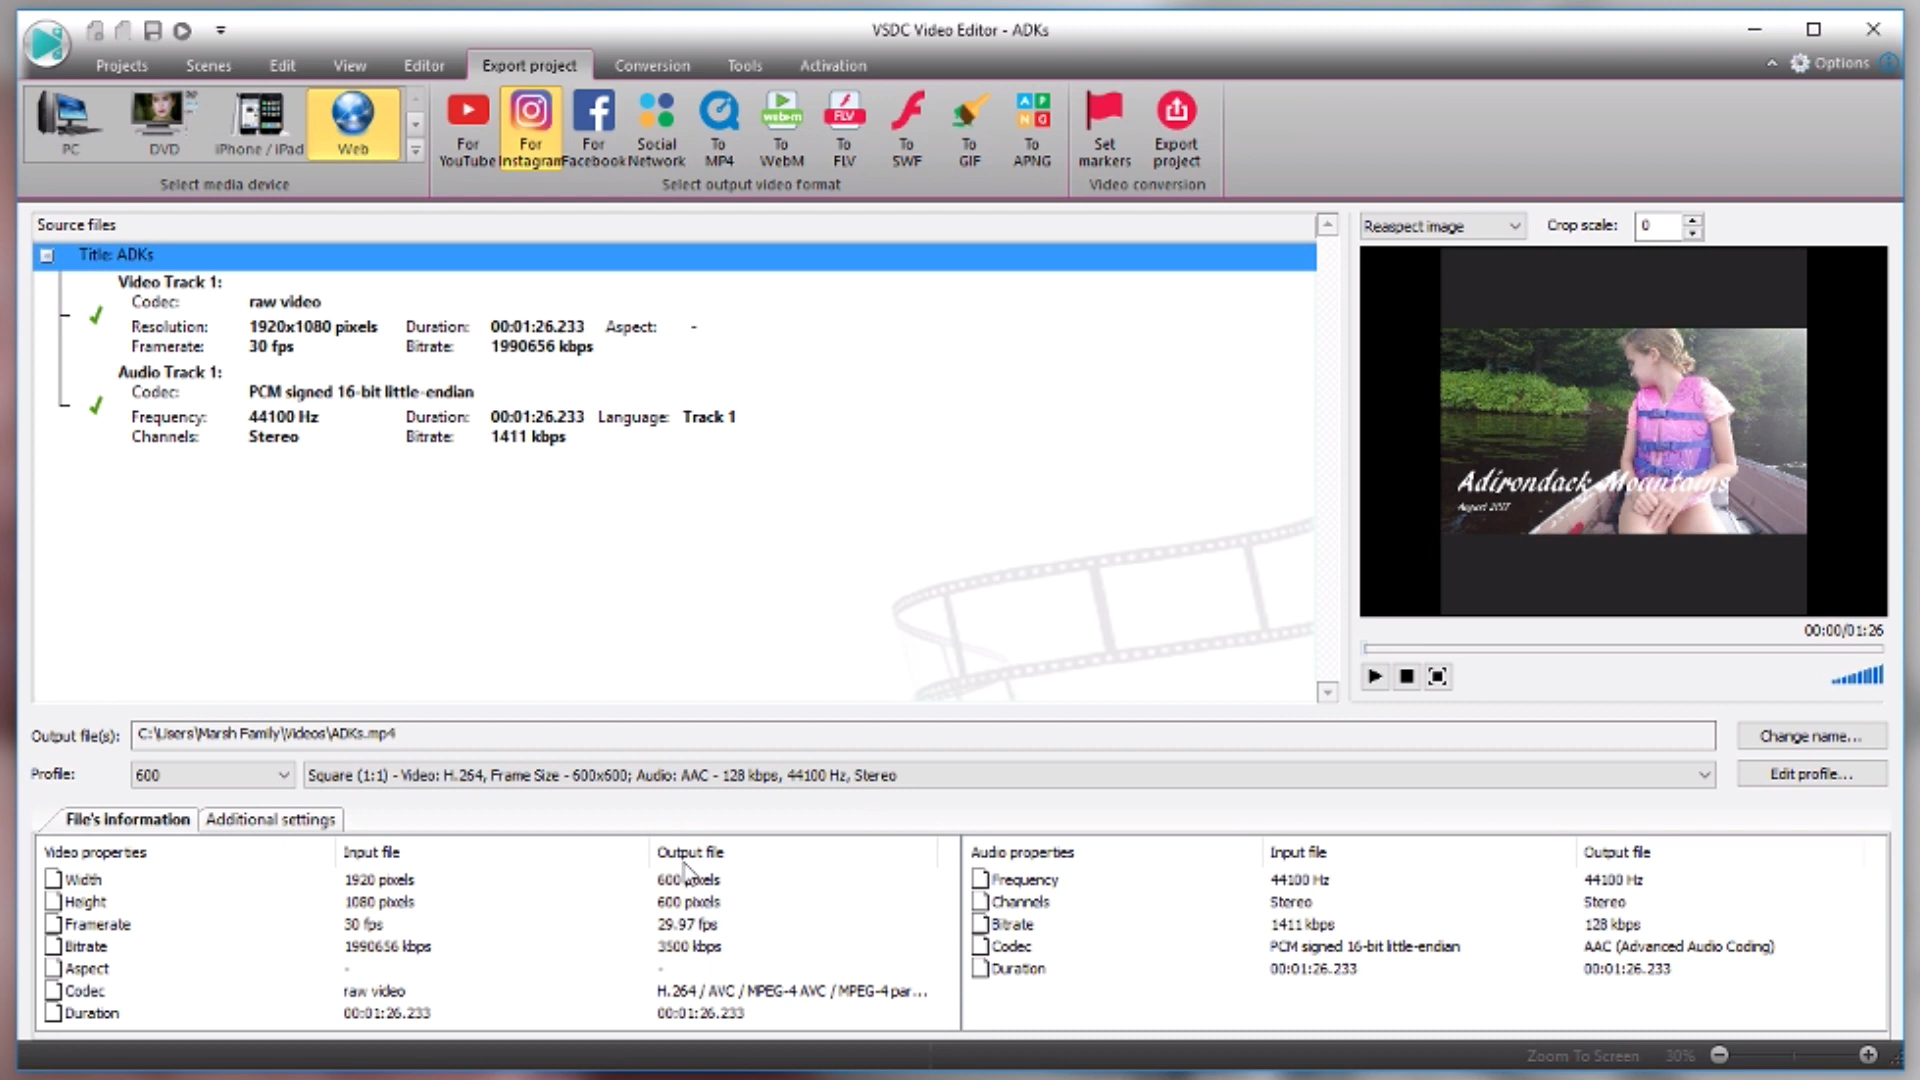 VSDC Video Editor - ADKs
Projects Scenes Edit View Editor Export project Conversion Tools Activation Options
PC DVD iPhone / iPad Web
For YouTube
For Instagram
For Facebook
Social Network
To MP4
To WebM
To FLV
To SWF
To GIF
To APNG
Set markers
Export project
Select media device
Select output video format
Video conversion
Source files
Title: ADKs
Video Track 1:
Codec: raw video
Resolution: 1920x1080 pixels Duration: 00:01:26.233 Aspect: -
Framerate: 30 fps Bitrate: 1990656 kbps
Audio Track 1:
Codec: PCM signed 16-bit little-endian
Frequency: 44100 Hz Duration: 00:01:26.233 Language: Track 1
Channels: Stereo Bitrate: 1411 kbps
Reaspect image Crop scale: 0
Adirondack Mountains
August 2017
00:00/01:26
Output file(s): C:\Users\Marsh Family\Videos\ADKs.mp4 Change name...
Profile: 600 Square (1:1) - Video: H.264, Frame Size - 600x600; Audio: AAC - 128 kbps, 44100 Hz, Stereo Edit profile...
File's information Additional settings
Video properties Input file Output file
Width 1920 pixels 600 pixels
Height 1080 pixels 600 pixels
Framerate 30 fps 29.97 fps
Bitrate 1990656 kbps 3500 kbps
Aspect - -
Codec raw video H.264 / AVC / MPEG-4 AVC / MPEG-4 par...
Duration 00:01:26.233 00:01:26.233
Audio properties Input file Output file
Frequency 44100 Hz 44100 Hz
Channels Stereo Stereo
Bitrate 1411 kbps 128 kbps
Codec PCM signed 16-bit little-endian AAC (Advanced Audio Coding)
Duration 00:01:26.233 00:01:26.233
Zoom To Screen 30%